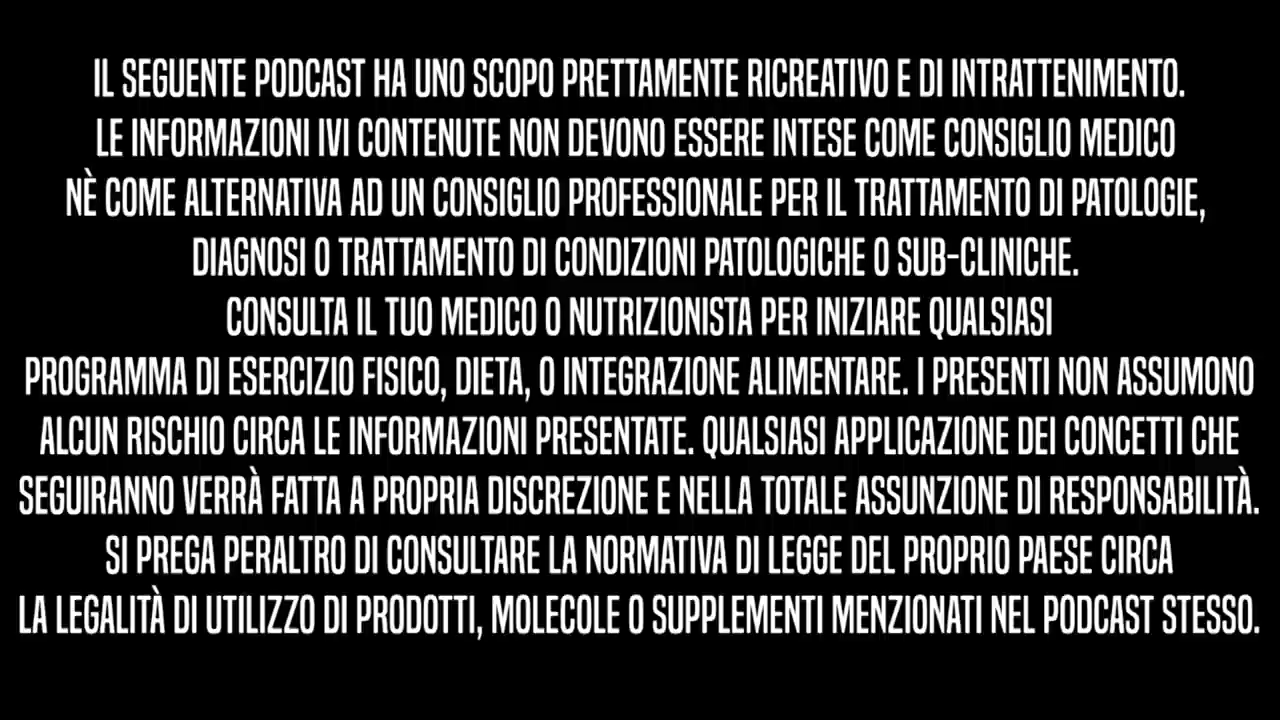 IL SEGUENTE PODCAST HA UNO SCOPO PRETTAMENTE RICREATIVO E DI INTRATTENIMENTO.
LE INFORMAZIONI IVI CONTENUTE NON DEVONO ESSERE INTESE COME CONSIGLIO MEDICO
NÈ COME ALTERNATIVA AD UN CONSIGLIO PROFESSIONALE PER IL TRATTAMENTO DI PATOLOGIE,
DIAGNOSI O TRATTAMENTO DI CONDIZIONI PATOLOGICHE O SUB-CLINICHE.
CONSULTA IL TUO MEDICO O NUTRIZIONISTA PER INIZIARE QUALSIASI
PROGRAMMA DI ESERCIZIO FISICO, DIETA, O INTEGRAZIONE ALIMENTARE. I PRESENTI NON ASSUMONO
ALCUN RISCHIO CIRCA LE INFORMAZIONI PRESENTATE. QUALSIASI APPLICAZIONE DEI CONCETTI CHE
SEGUIRANNO VERRÀ FATTA A PROPRIA DISCREZIONE E NELLA TOTALE ASSUNZIONE DI RESPONSABILITÀ.
SI PREGA PERALTRO DI CONSULTARE LA NORMATIVA DI LEGGE DEL PROPRIO PAESE CIRCA
LA LEGALITÀ DI UTILIZZO DI PRODOTTI, MOLECOLE O SUPPLEMENTI MENZIONATI NEL PODCAST STESSO.